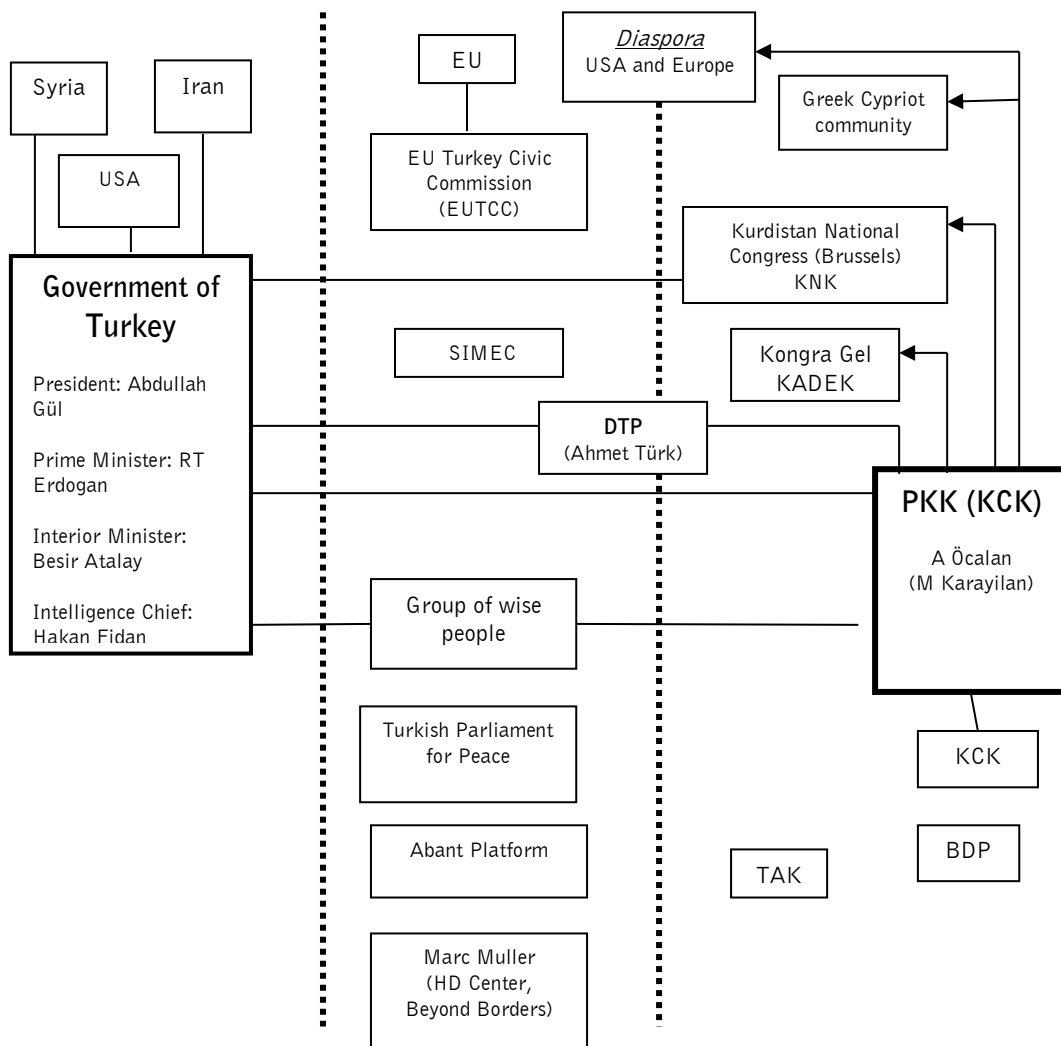 Syria
Iran
USA
Government of
Turkey
President: Abdullah
Gül
Prime Minister: RT
Erdogan
Interior Minister:
Besir Atalay
Intelligence Chief:
Hakan Fidan
EU
EU Turkey Civic
Commission
(EUTCC)
SIMEC
DTP
(Ahmet Türk)
Group of wise
people
Turkish Parliament
for Peace
Abant Platform
Marc Muller
(HD Center,
Beyond Borders)
Diaspora
USA and Europe
Greek Cypriot
community
Kurdistan National
Congress (Brussels)
KNK
Kongra Gel
KADEK
PKK (KCK)
A Öcalan
(M Karayilan)
KCK
BDP
TAK